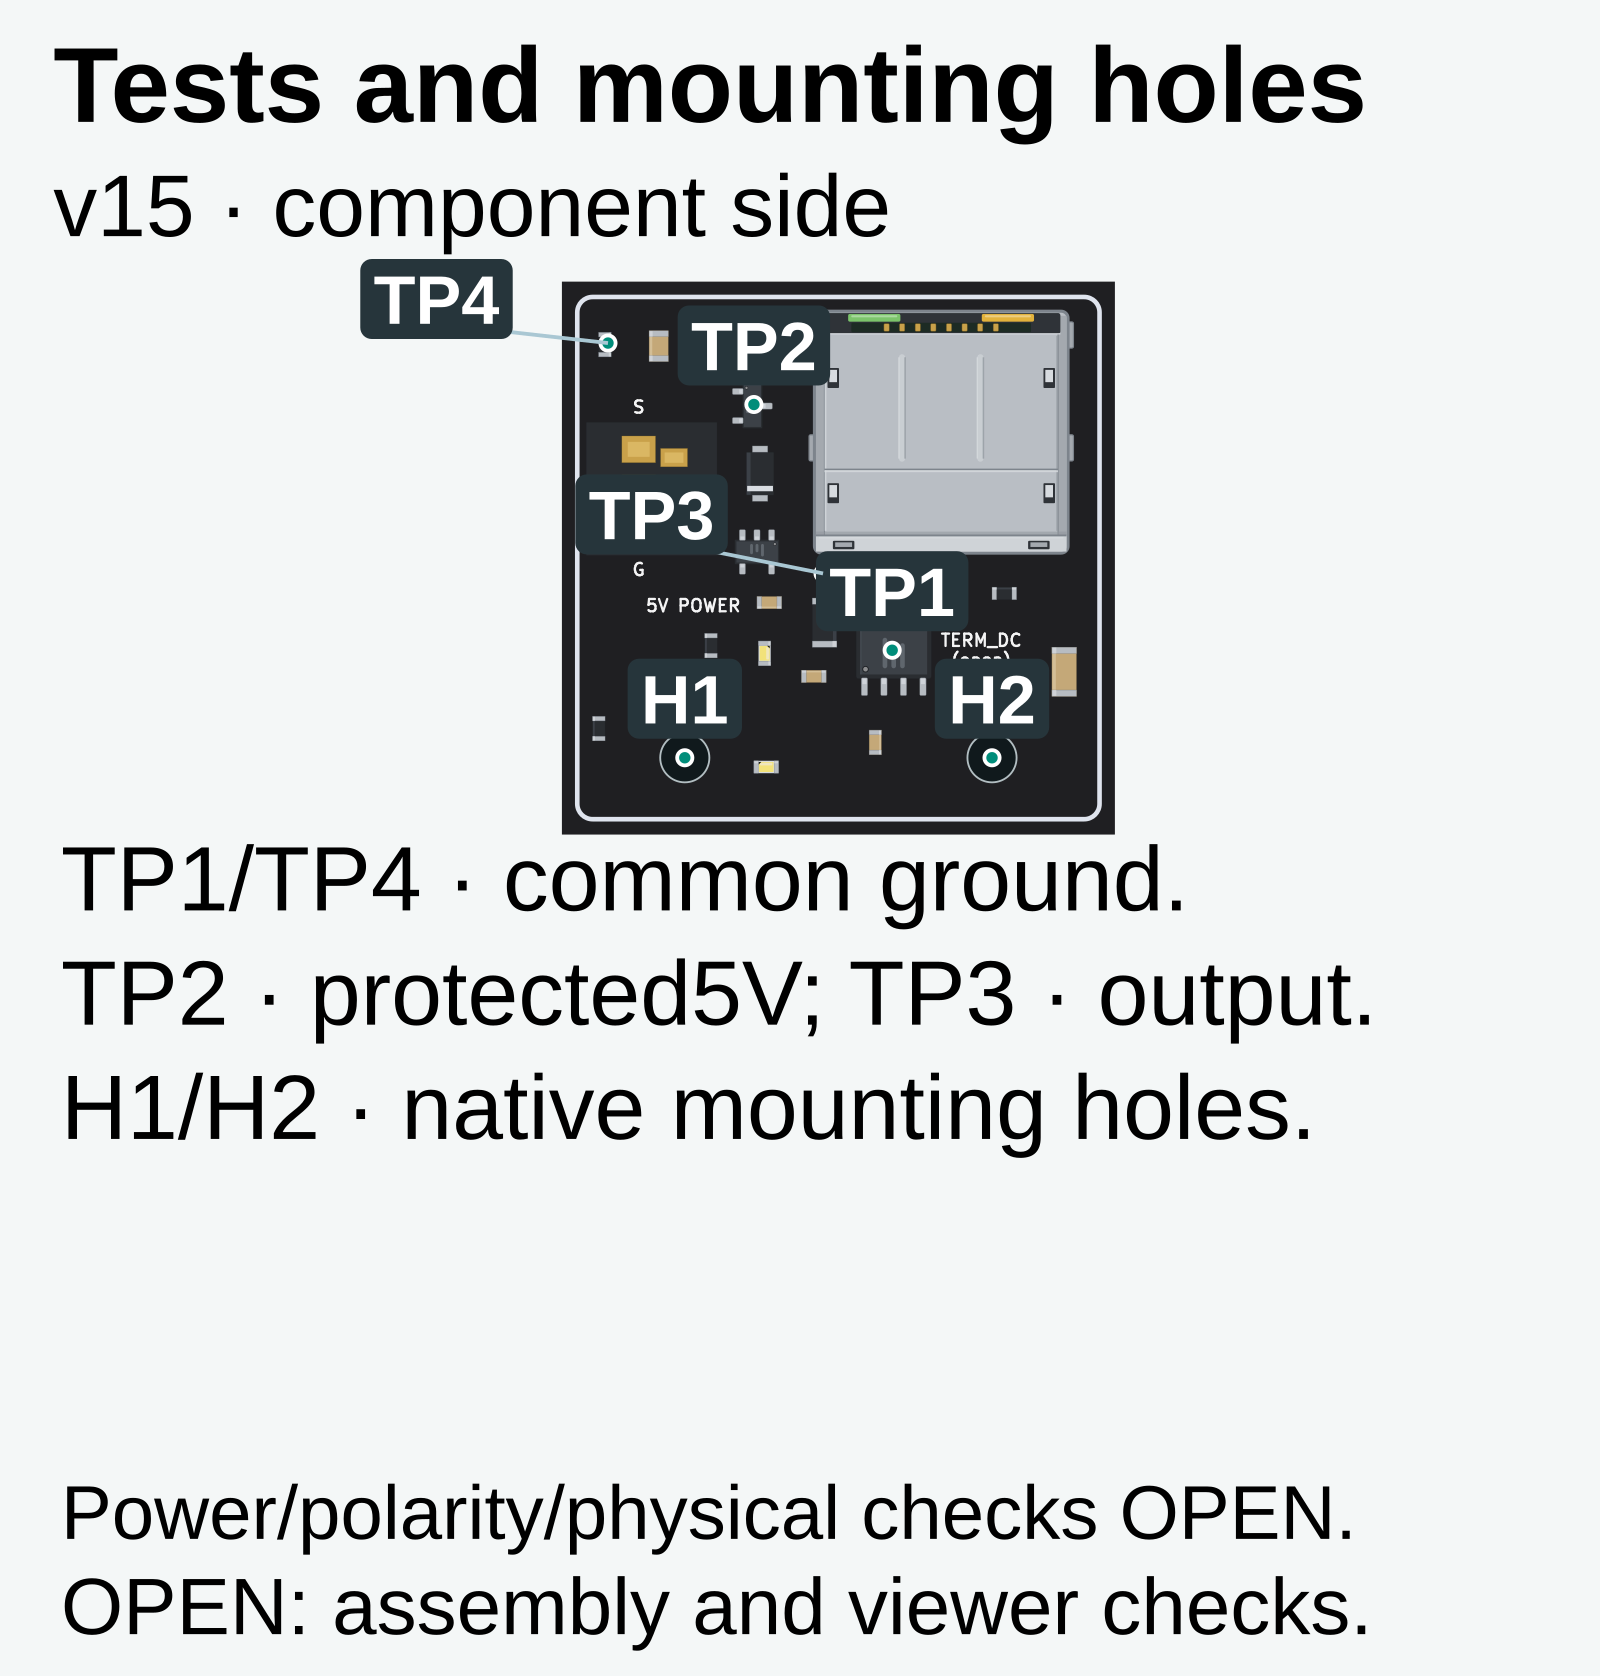 Tests and mounting holes
v15 · component side
TP4
TP2
S
TP3
G
TP1
5V POWER
TERM_DC
H1
H2
TP1/TP4 · common ground.
TP2 · protected5V; TP3 · output.
H1/H2 · native mounting holes.
Power/polarity/physical checks OPEN.
OPEN: assembly and viewer checks.